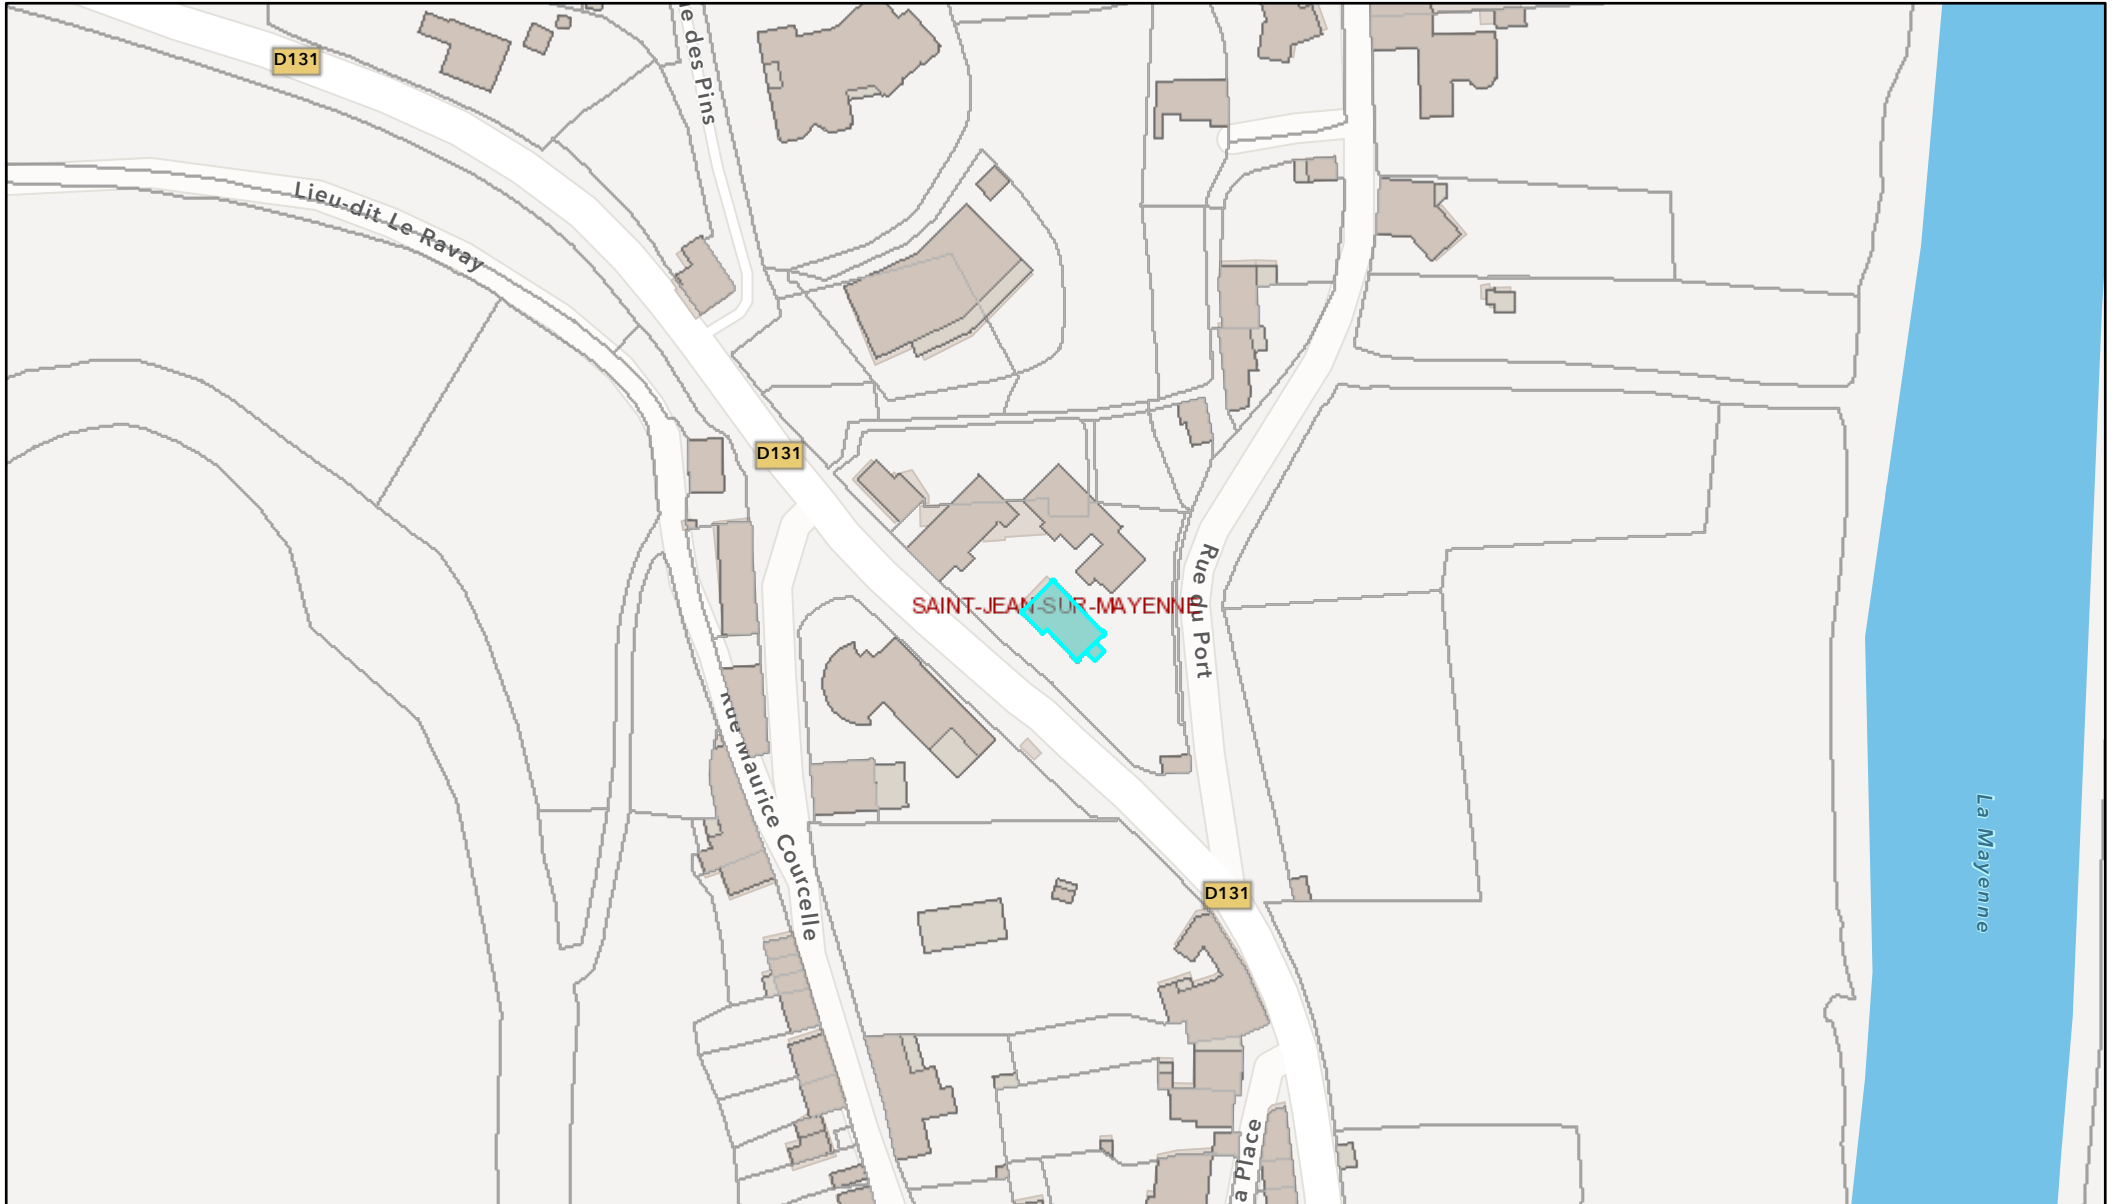 e des Pins
D131
Lieu-dit Le Ravay
D131
Rue du Port
SAINT-JEAN-SUR-MAYENNE
Rue Maurice Courcelle
La Mayenne
D131
a Place